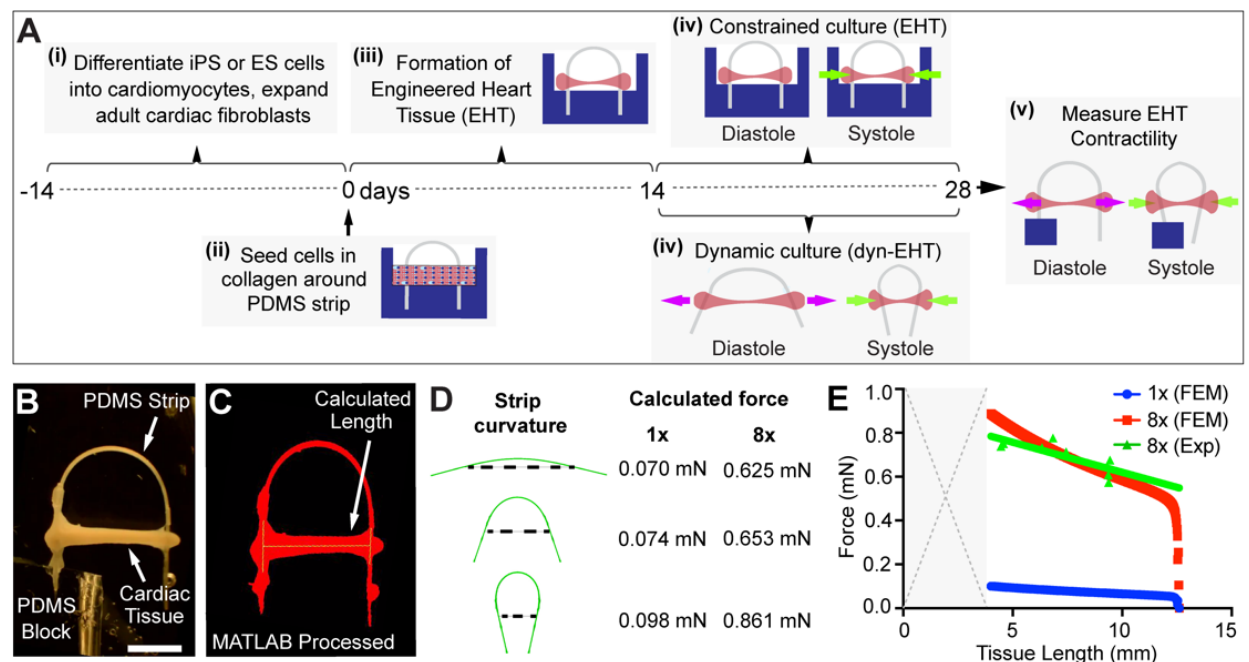 A
(i) Differentiate iPS or ES cells
into cardiomyocytes, expand
adult cardiac fibroblasts
(iii) Formation of
Engineered Heart
Tissue (EHT)
(iv) Constrained culture (EHT)
Diastole Systole
(v) Measure EHT
Contractility
Diastole Systole
-14 0 days 14 28
(ii) Seed cells in
collagen around
PDMS strip
(iv) Dynamic culture (dyn-EHT)
Diastole Systole
B
PDMS Strip
Cardiac
Tissue
PDMS
Block
C
Calculated
Length
MATLAB Processed
D
Strip
curvature
Calculated force
1x 8x
0.070 mN 0.625 mN
0.074 mN 0.653 mN
0.098 mN 0.861 mN
E
1x (FEM)
8x (FEM)
8x (Exp)
Force (mN)
1.0
0.8
0.6
0.4
0.2
0.0
0 5 10 15
Tissue Length (mm)